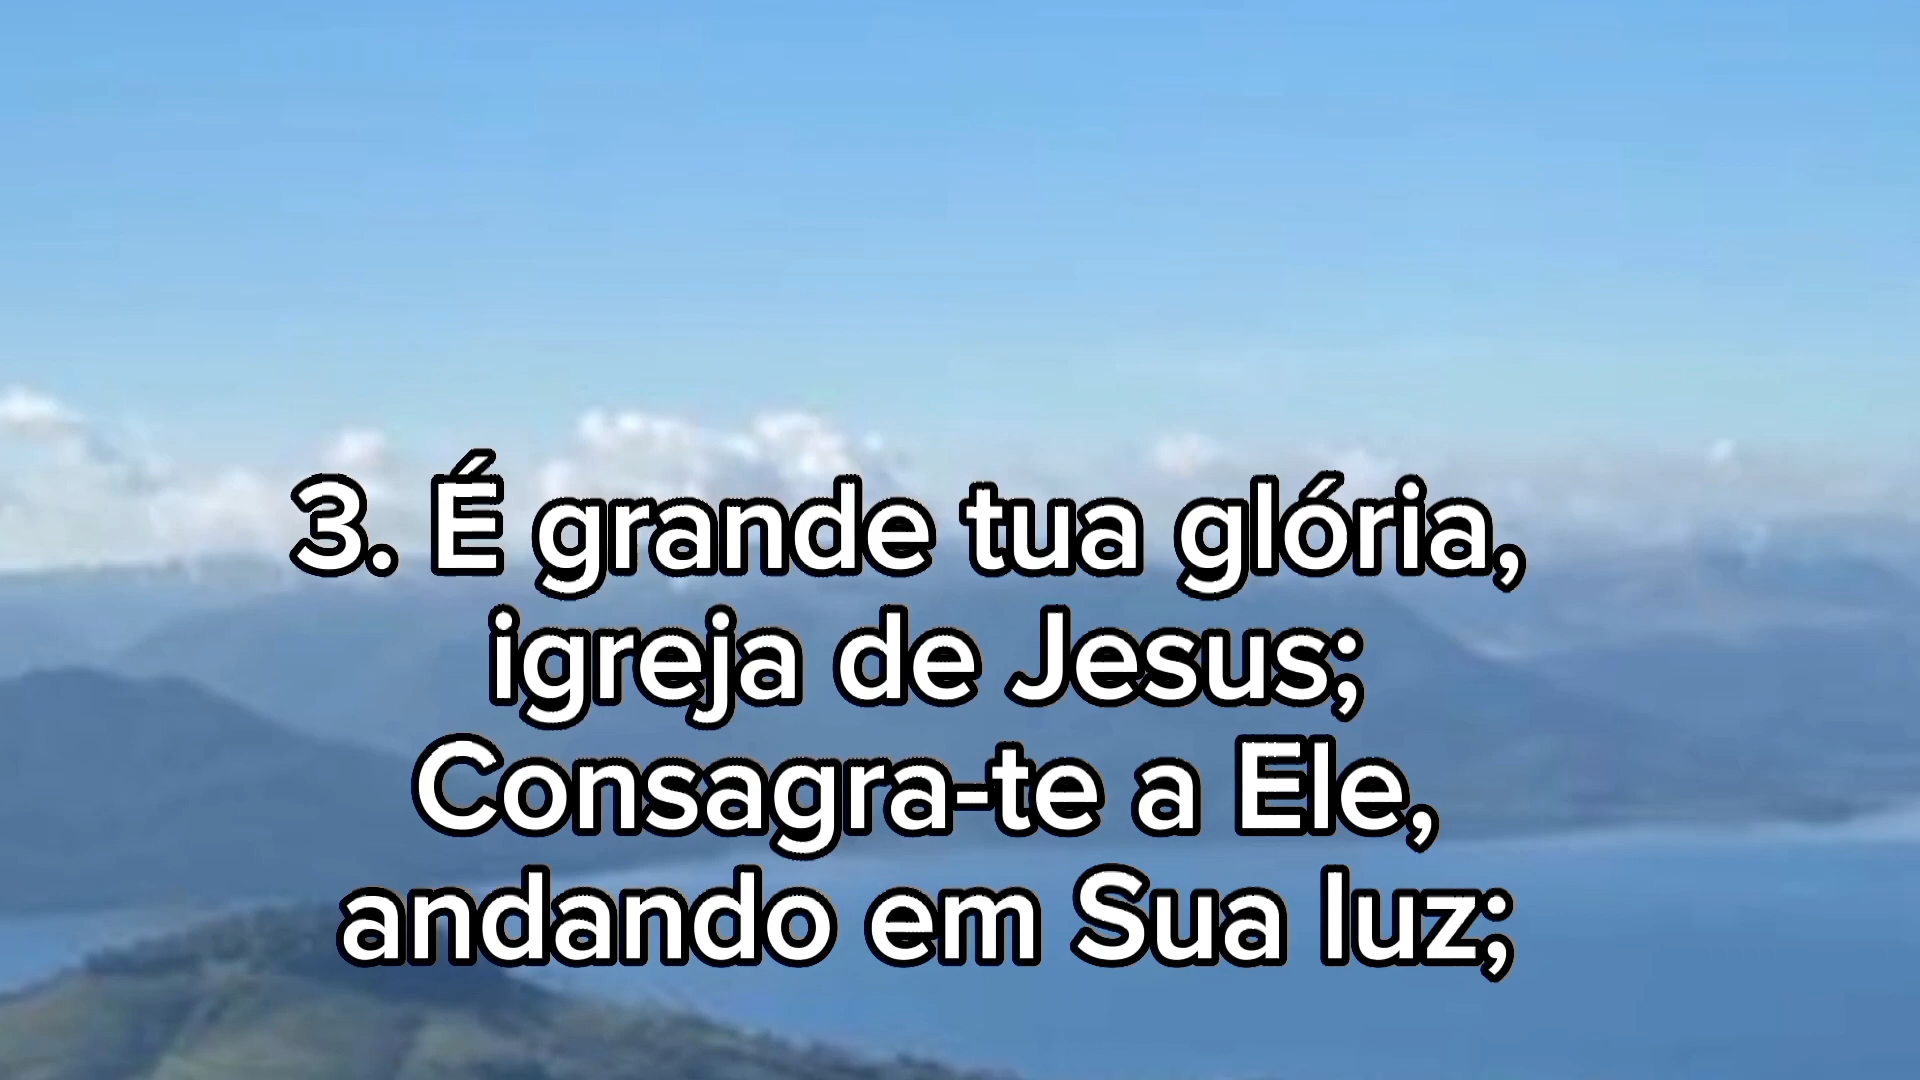 3. É grande tua glória,
igreja de Jesus;
Consagra-te a Ele,
andando em Sua luz;